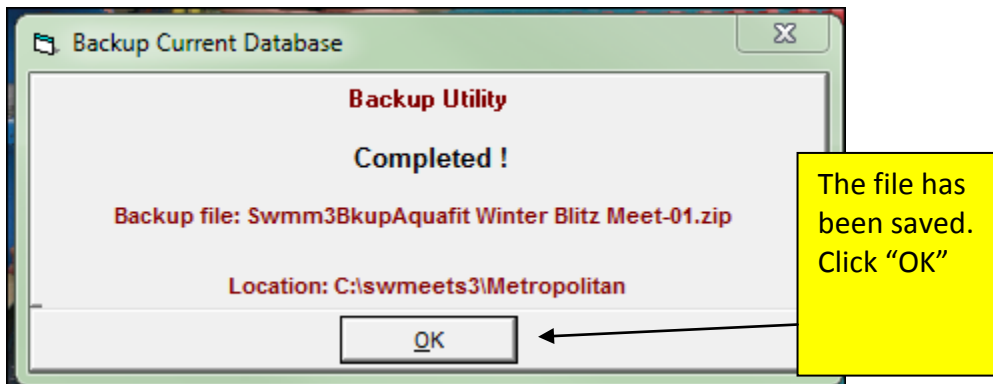 Backup Current Database
Backup Utility
Completed !
Backup file: Swmm3BkupAquafit Winter Blitz Meet-01.zip
Location: C:\swmeets3\Metropolitan
OK
The file has
been saved.
Click “OK”